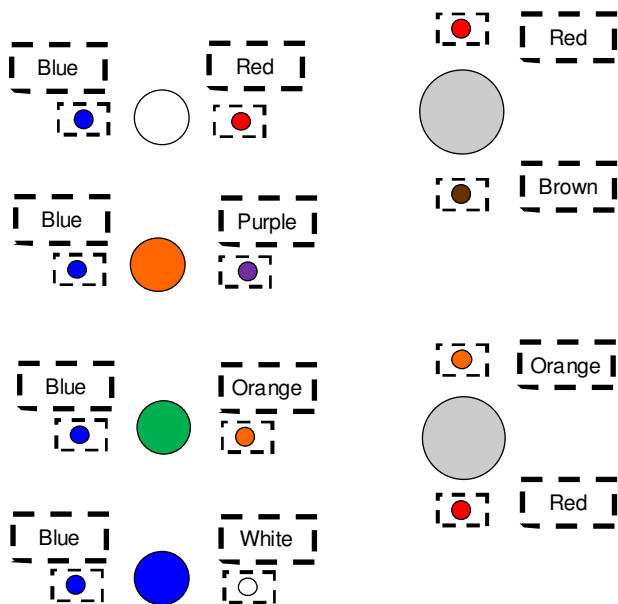 Blue
Red
Blue
Purple
Blue
Orange
Blue
White
Red
Brown
Orange
Red